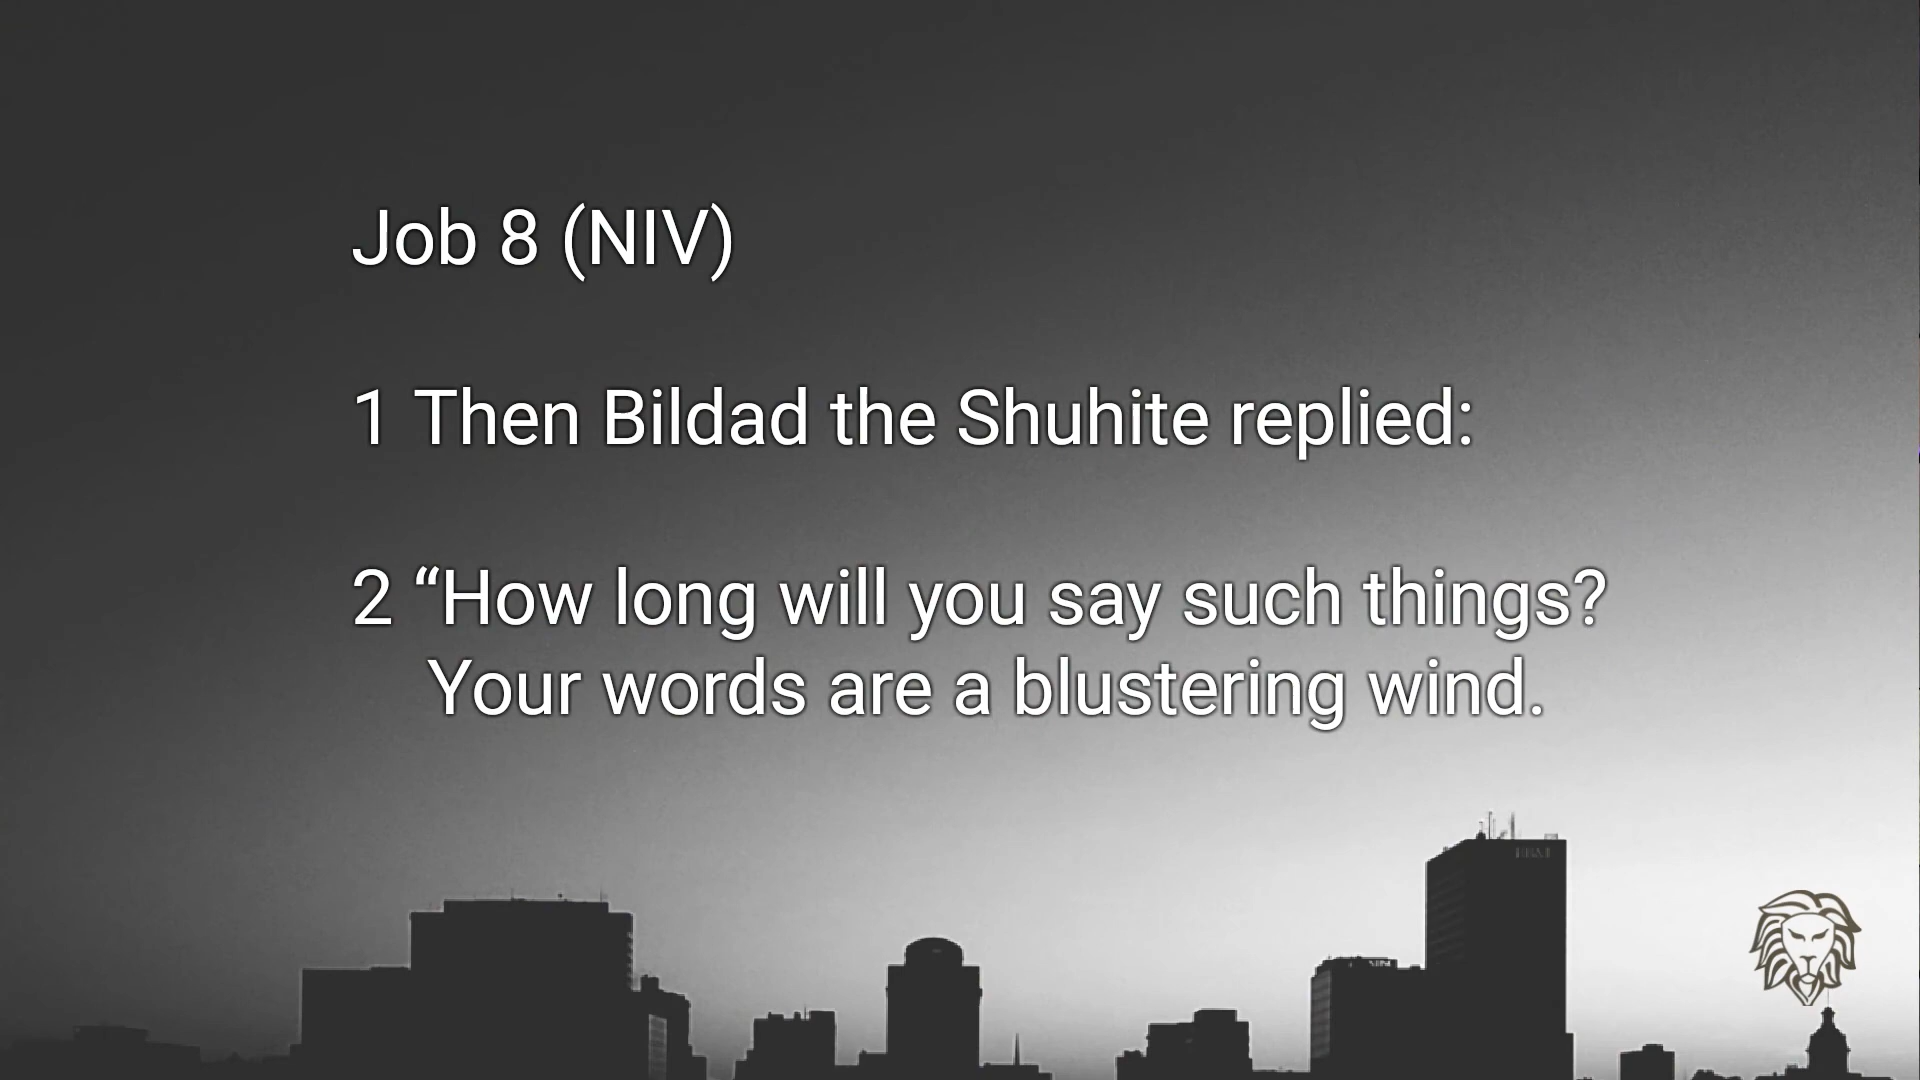 Job 8 (NIV)
1 Then Bildad the Shuhite replied:
2 “How long will you say such things?
Your words are a blustering wind.